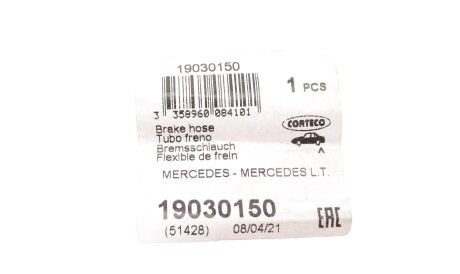 19030150
1 PCS
3 358960 084101
Brake hose
Tubo freno
Bremsschlauch
Flexible de frein
CORTECO
MERCEDES - MERCEDES L.T.
19030150
(51428) 08/04/21
EAC